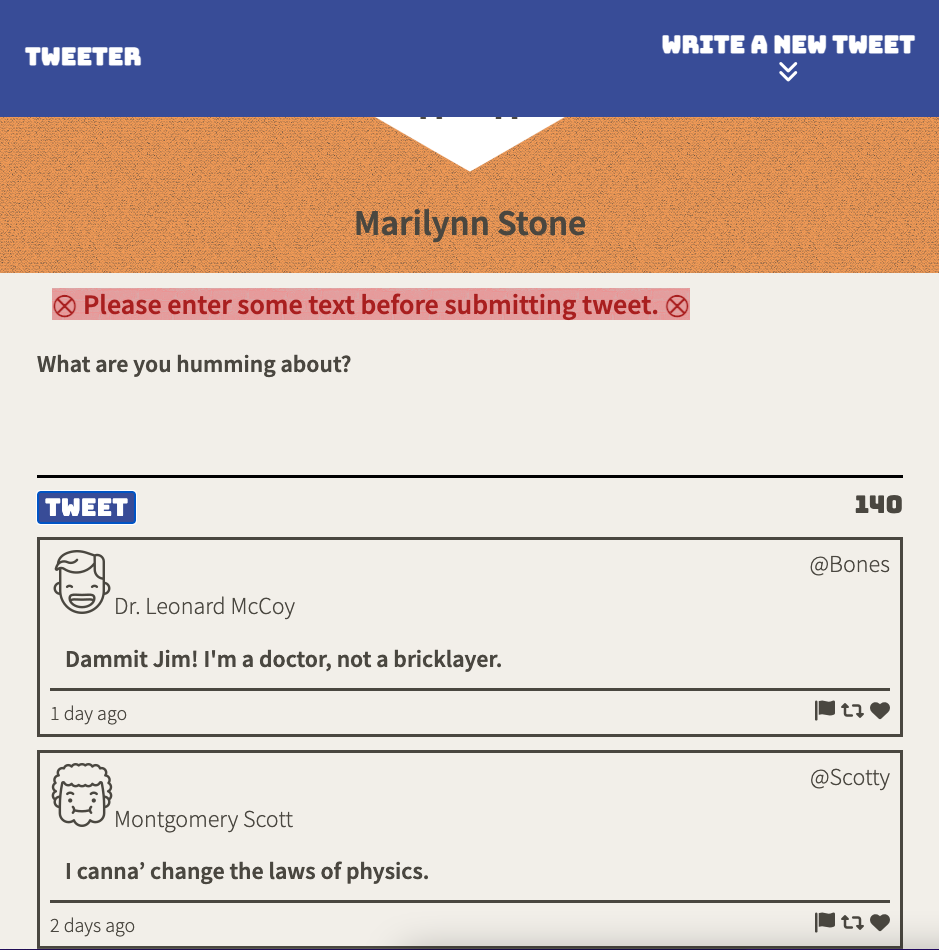 TWEETER
WRITE A NEW TWEET
Marilynn Stone
Please enter some text before submitting tweet.
What are you humming about?
TWEET
140
@Bones
Dr. Leonard McCoy
Dammit Jim! I'm a doctor, not a bricklayer.
1 day ago
@Scotty
Montgomery Scott
I canna’ change the laws of physics.
2 days ago